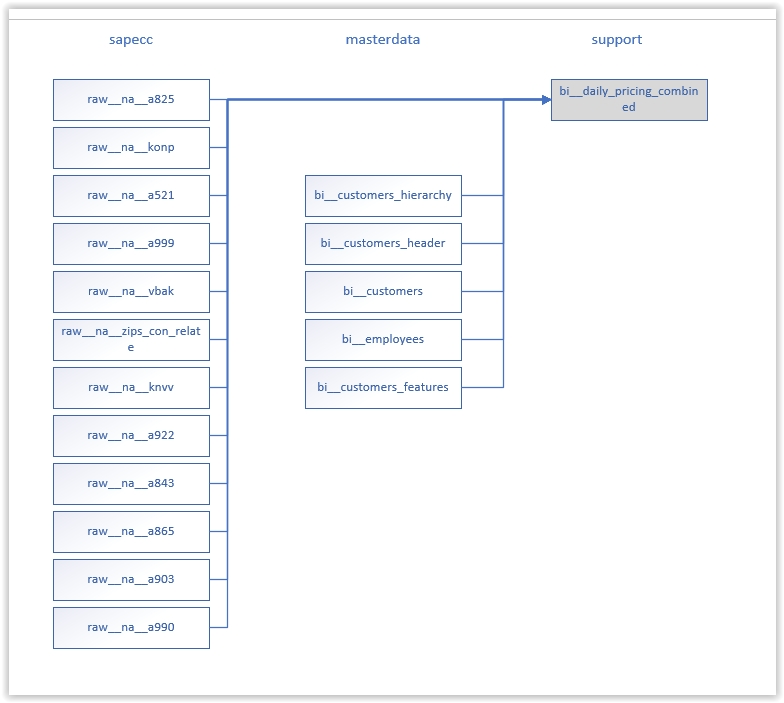 sapecc
masterdata
support
raw__na__a825
bi__daily_pricing_combin
ed
raw__na__konp
raw__na__a521
bi__customers_hierarchy
raw__na__a999
bi__customers_header
raw__na__vbak
bi__customers
raw__na__zips_con_relat
e
bi__employees
raw__na__knvv
bi__customers_features
raw__na__a922
raw__na__a843
raw__na__a865
raw__na__a903
raw__na__a990